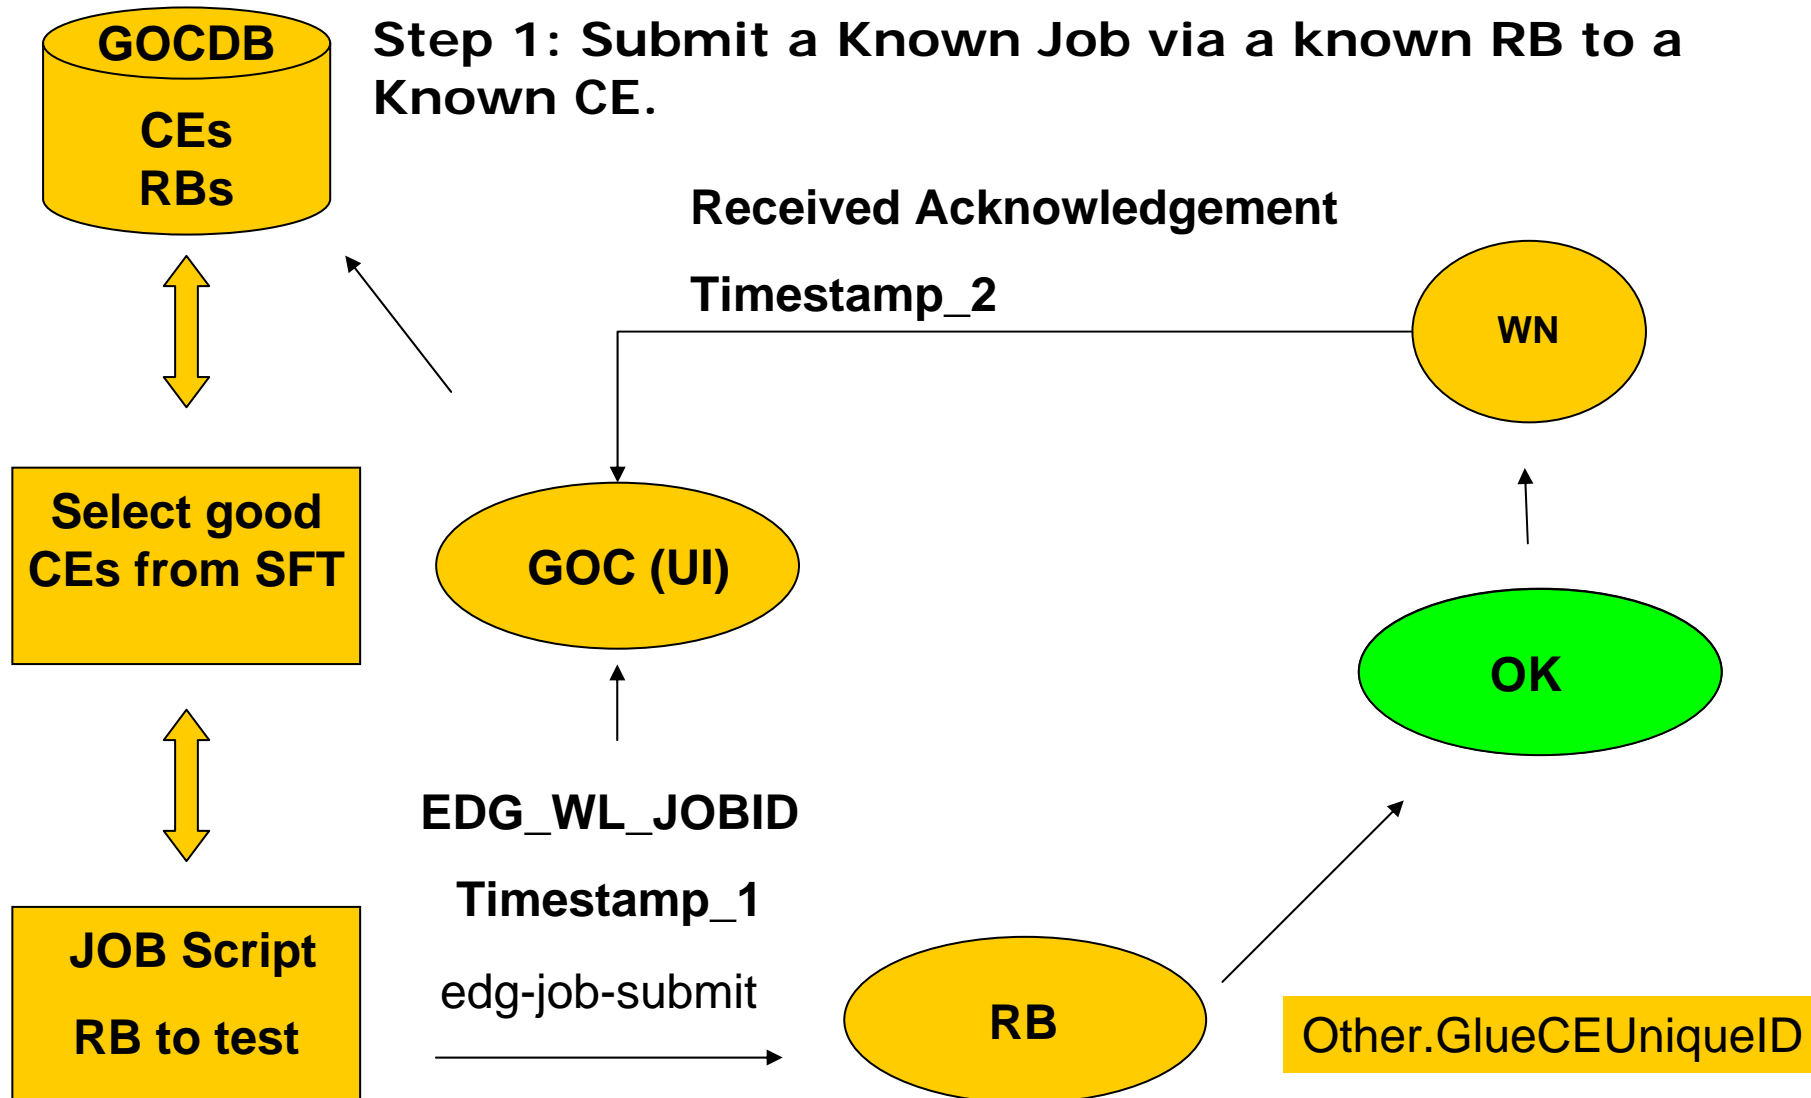 GOCDB
CEs
RBs
Step 1: Submit a Known Job via a known RB to a
Known CE.
Received Acknowledgement
Timestamp_2
WN
Select good
CEs from SFT
GOC (UI)
OK
EDG_WL_JOBID
Timestamp_1
edg-job-submit
JOB Script
RB to test
RB
Other.GlueCEUniqueID